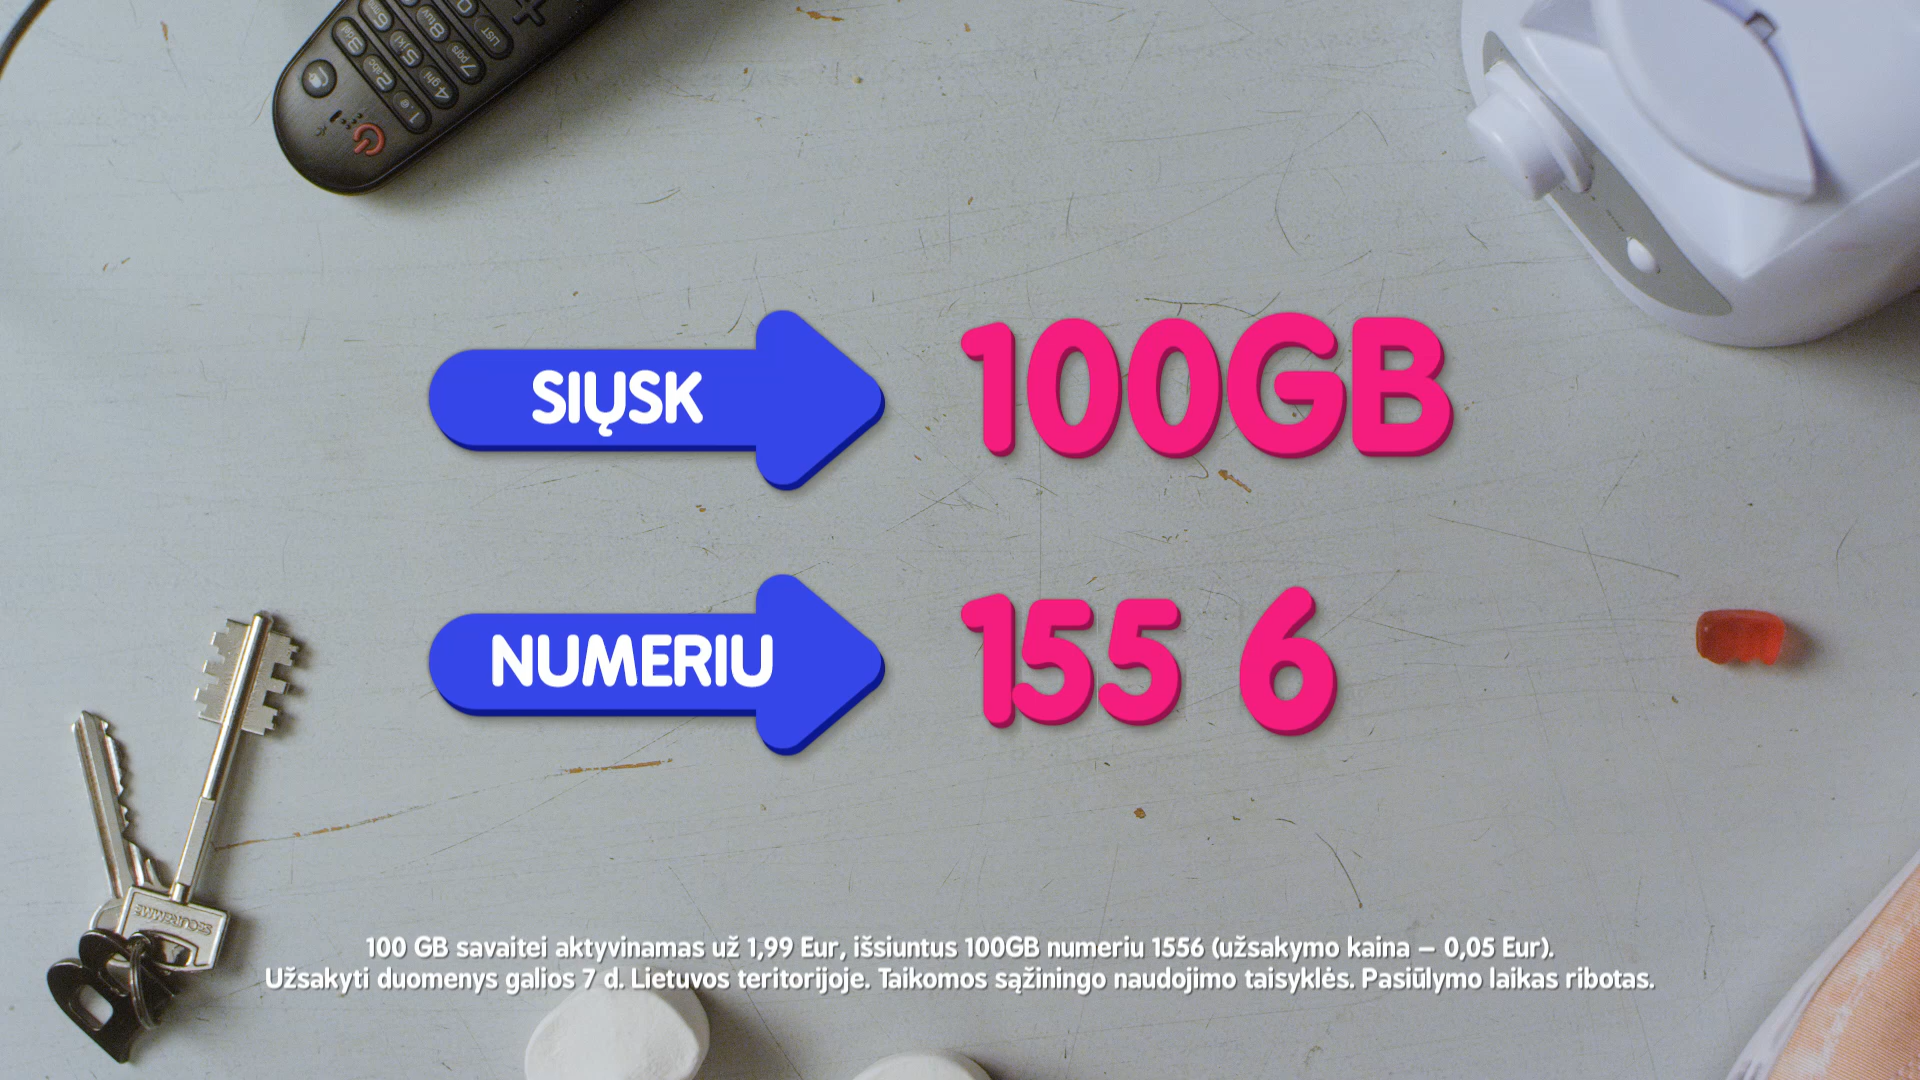 SIŲSK
100GB
NUMERIU
155 6
100 GB savaitei aktyvinamas už 1,99 Eur, išsiuntus 100GB numeriu 1556 (užsakymo kaina – 0,05 Eur).
Užsakyti duomenys galios 7 d. Lietuvos teritorijoje. Taikomos sąžiningo naudojimo taisyklės. Pasiūlymo laikas ribotas.
SECUREMME